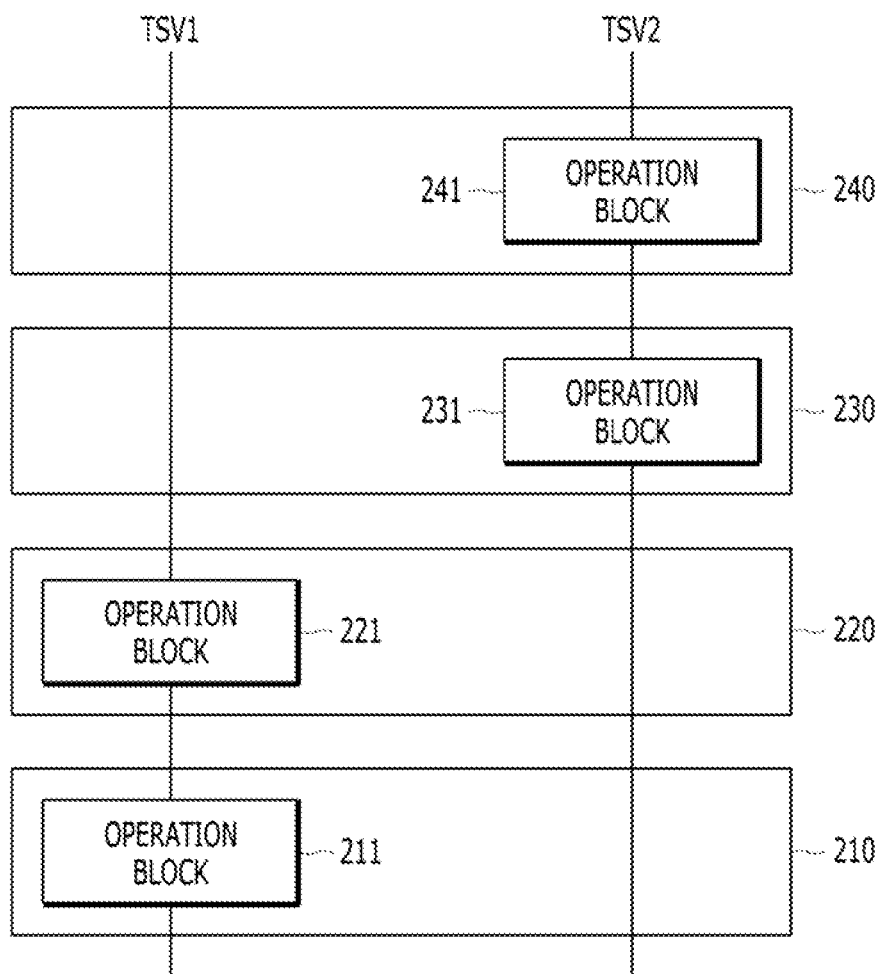 TSV1
TSV2
OPERATION
BLOCK
241
240
OPERATION
BLOCK
231
230
OPERATION
BLOCK
221
220
OPERATION
BLOCK
211
210